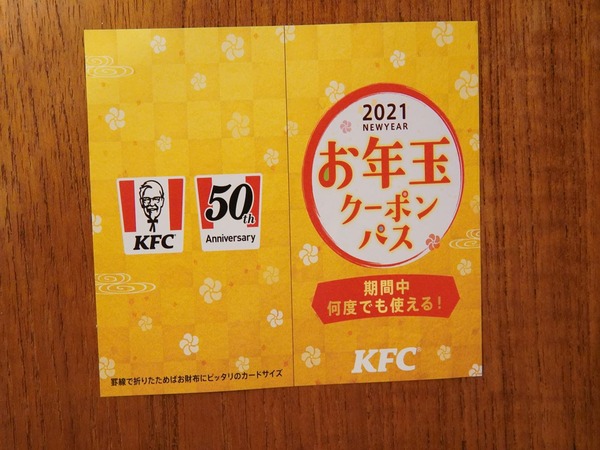 KFC
50th
Anniversary
罫線で折りたためばお財布にピッタリのカードサイズ
2021
NEWYEAR
お年玉
クーポン
パス
期間中
何度でも使える!
KFC